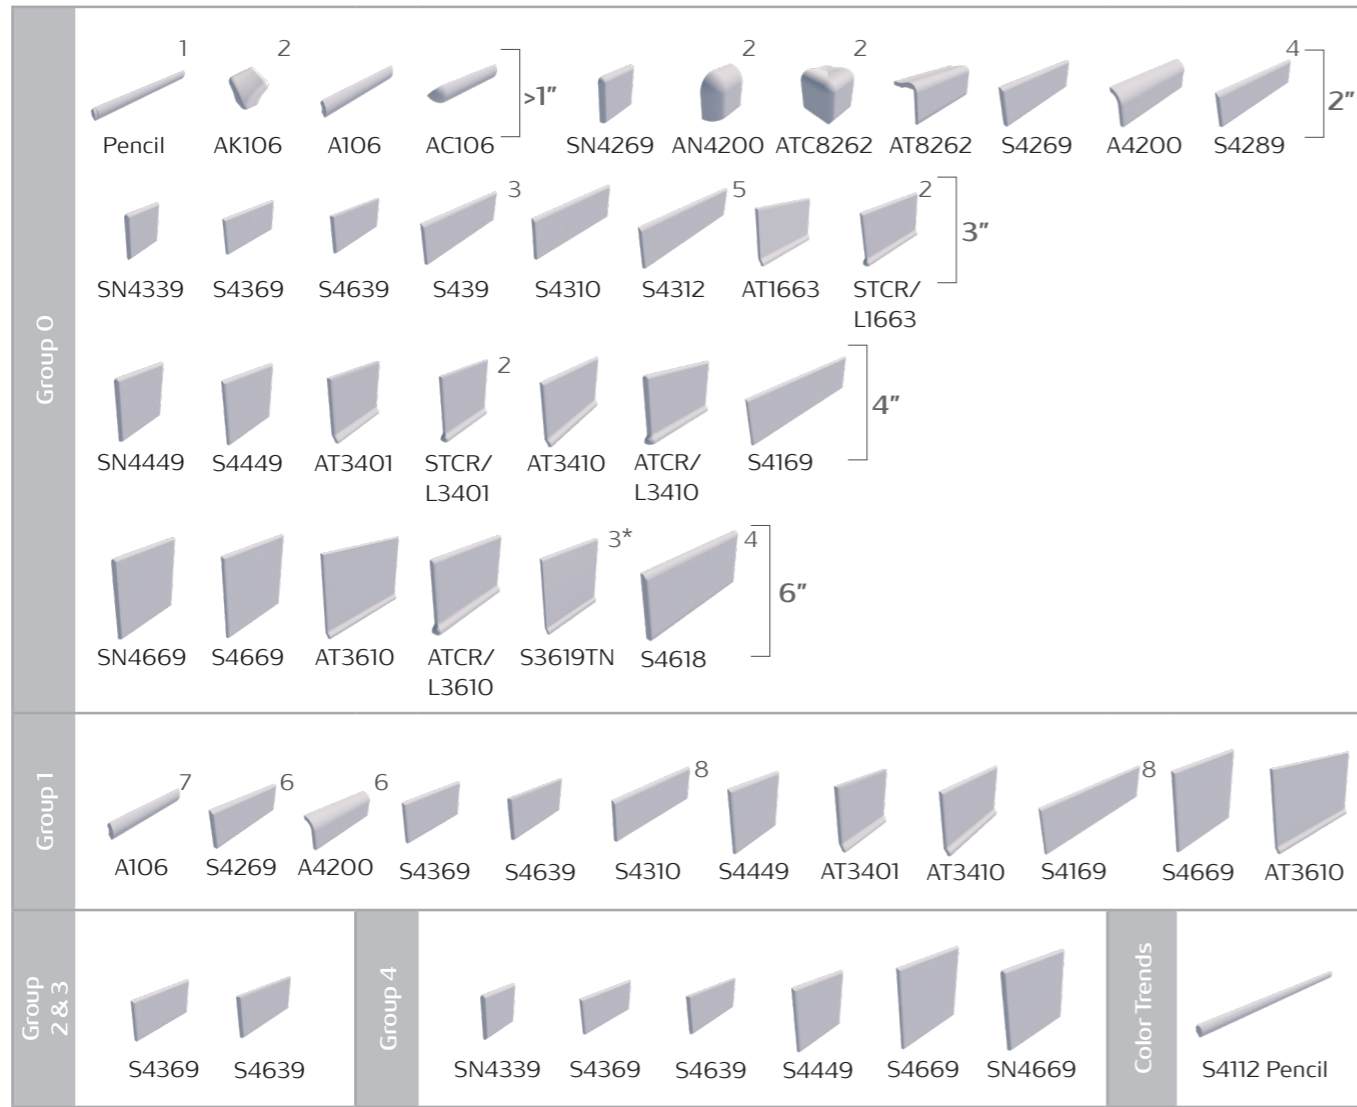 Group 0
1 2 2 2 4
>1" 2"
Pencil AK106 A106 AC106 SN4269 AN4200 ATC8262 AT8262 S4269 A4200 S4289
3 5 2
3"
SN4339 S4369 S4639 S439 S4310 S4312 AT1663 STCR/
L1663
2
4"
SN4449 S4449 AT3401 STCR/ AT3410 ATCR/ S4169
L3401 L3410
3* 4
6"
SN4669 S4669 AT3610 ATCR/ S3619TN S4618
L3610
Group 1
7 6 6 8 8
A106 S4269 A4200 S4369 S4639 S4310 S4449 AT3401 AT3410 S4169 S4669 AT3610
Group
2 & 3
S4369 S4639
Group 4
SN4339 S4369 S4639 S4449 S4669 SN4669
Color Trends
S4112 Pencil